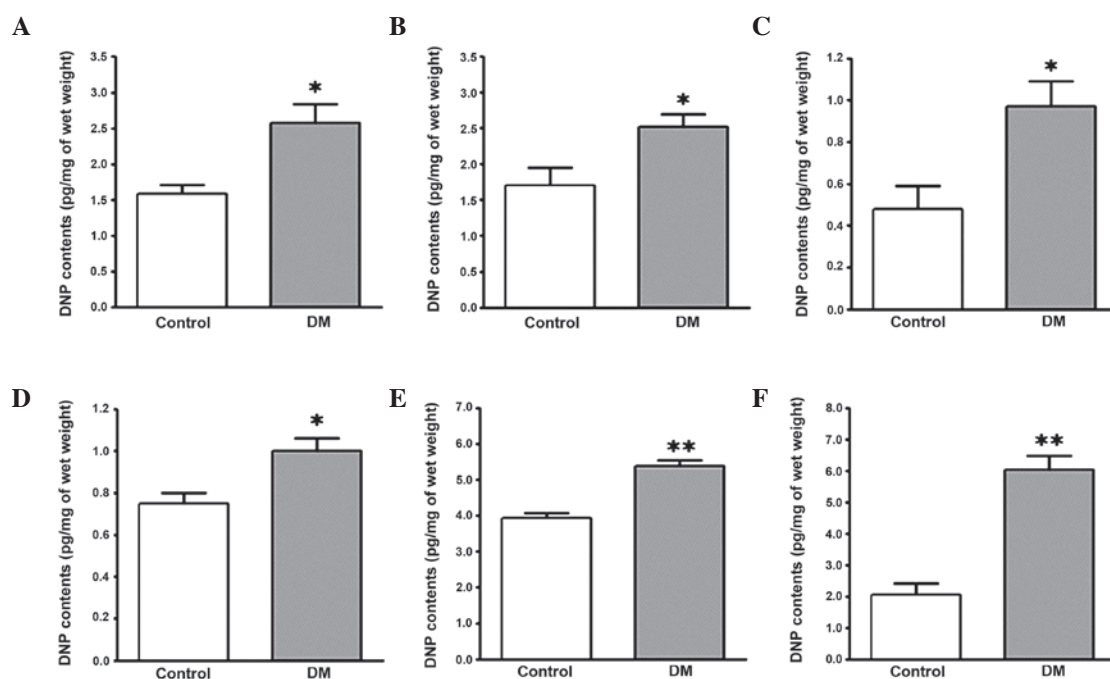 A
DNP contents (pg/mg of wet weight)
3.5
3.0
2.5
2.0
1.5
1.0
0.5
0.0
*
Control DM
B
DNP contents (pg/mg of wet weight)
3.5
3.0
2.5
2.0
1.5
1.0
0.5
0.0
*
Control DM
C
DNP contents (pg/mg of wet weight)
1.2
1.0
0.8
0.6
0.4
0.2
0.0
*
Control DM
D
DNP contents (pg/mg of wet weight)
1.2
1.0
0.8
0.6
0.4
0.2
0.0
*
Control DM
E
DNP contents (pg/mg of wet weight)
7.0
6.0
5.0
4.0
3.0
2.0
1.0
0.0
**
Control DM
F
DNP contents (pg/mg of wet weight)
8.0
7.0
6.0
5.0
4.0
3.0
2.0
1.0
0.0
**
Control DM